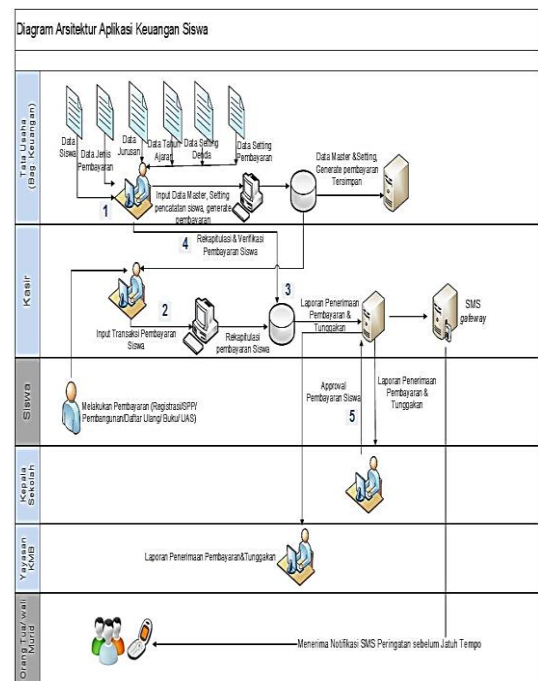 Diagram Arsitektur Aplikasi Keuangan Siswa
Tata Usaha
(Bag. Keuangan)
Data
Siswa
Data Jenis
Pembayaran
Data
Jurusan
Data Tahun
Ajaran
Data Setting
Denda
Data Setting
Pembayaran
1
Input Data Master, Setting
pencatatan siswa, generate
pembayaran
Data Master &Setting,
Generate pembayaran
Tersimpan
Kasir
4
Rekapitulasi & Verifikasi
Pembayaran Siswa
2
Input Transaksi Pembayaran
Siswa
Rekapitulasi
pembayaran Siswa
3
Laporan Penerimaan
Pembayaran &
Tunggakan
SMS
gateway
Siswa
Melakukan Pembayaran (Registrasi/SPP/
Pembangunan/Daftar Ulang/ Buku/ UAS)
Approval
Pembayaran Siswa
5
Laporan Penerimaan
Pembayaran &
Tunggakan
Kepala
Sekolah
Yayasan
KMB
Laporan Penerimaan Pembayaran&Tunggakan
Orang Tua/ wali
Murid
Menerima Notifikasi SMS Peringatan sebelum Jatuh Tempo